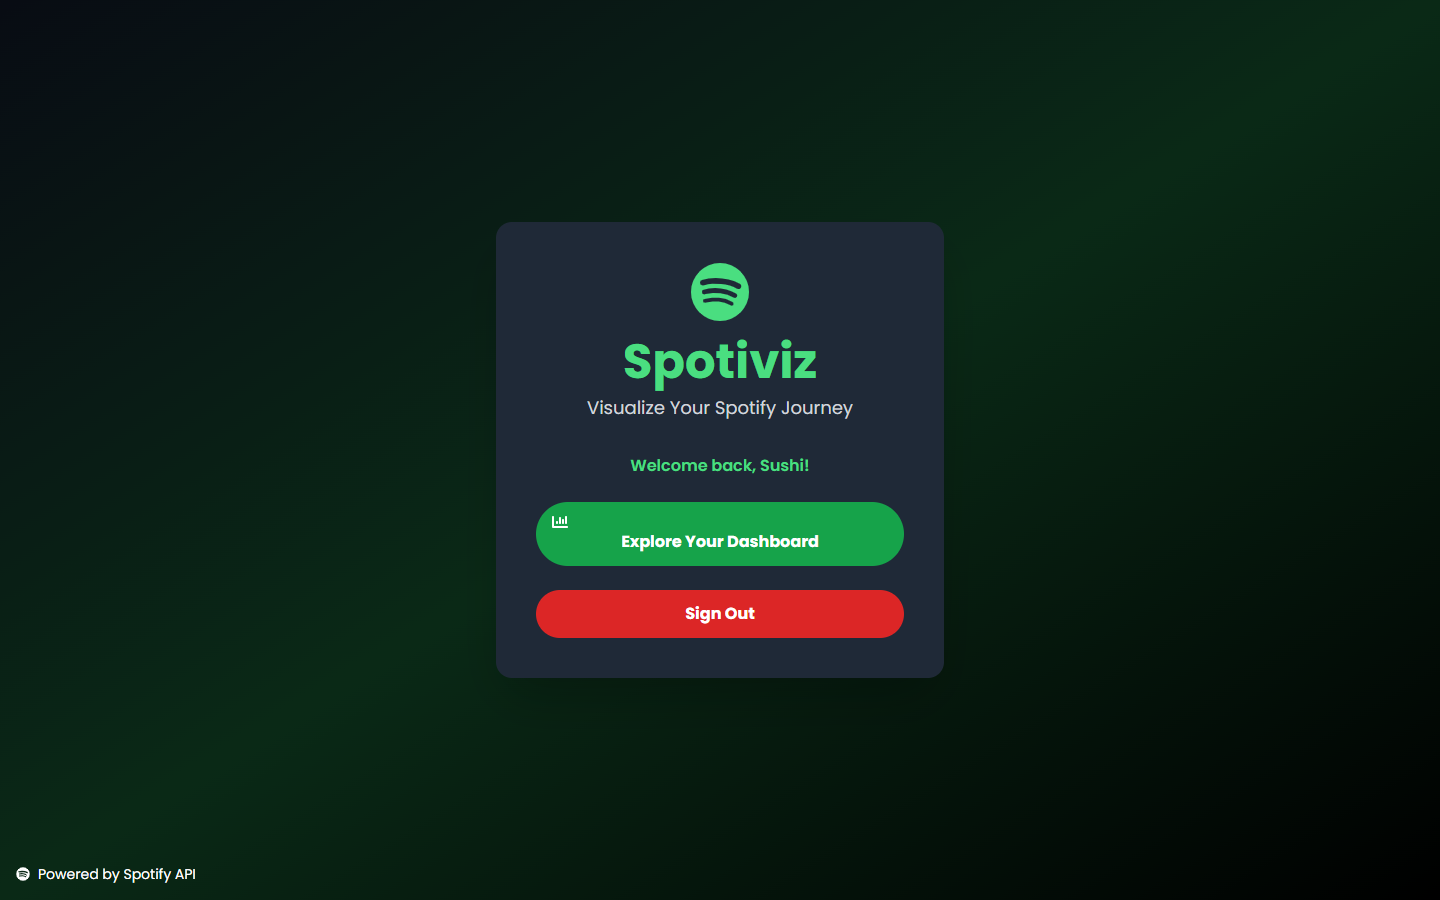 Spotiviz
Visualize Your Spotify Journey
Welcome back, Sushi!
Explore Your Dashboard
Sign Out
Powered by Spotify API